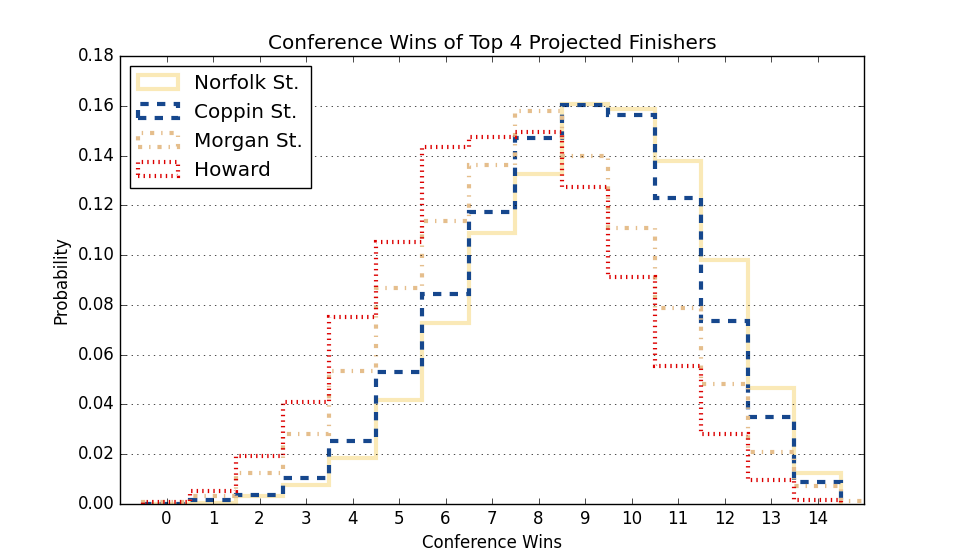 Conference Wins of Top 4 Projected Finishers
0.18
0.16
0.14
0.12
0.10
0.08
0.06
0.04
0.02
0.00
Probability
Norfolk St.
Coppin St.
Morgan St.
Howard
0 1 2 3 4 5 6 7 8 9 10 11 12 13 14
Conference Wins